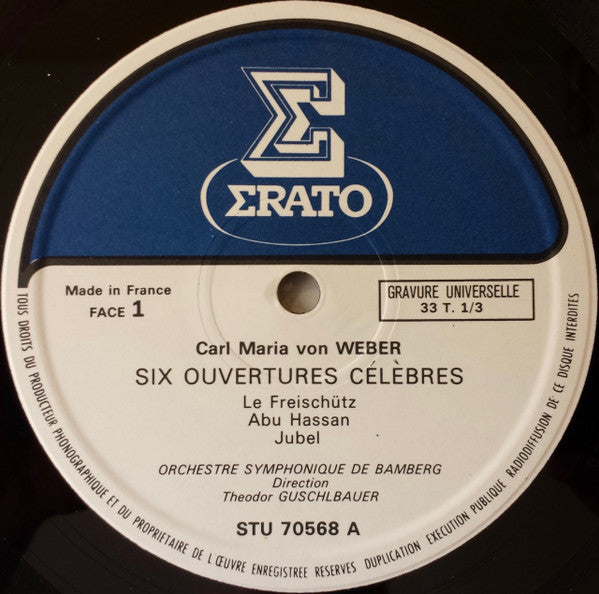 ΣRATO
Made in France
FACE 1
GRAVURE UNIVERSELLE
33 T. 1/3
Carl Maria von WEBER
SIX OUVERTURES CÉLÈBRES
Le Freischütz
Abu Hassan
Jubel
ORCHESTRE SYMPHONIQUE DE BAMBERG
Direction
Theodor GUSCHLBAUER
STU 70568 A
TOUS DROITS DU PRODUCTEUR PHONOGRAPHIQUE ET DU PROPRIETAIRE DE L'ŒUVRE ENREGISTREE RESERVES DUPLICATION EXECUTION PUBLIQUE RADIODIFFUSION DE CE DISQUE INTERDITES